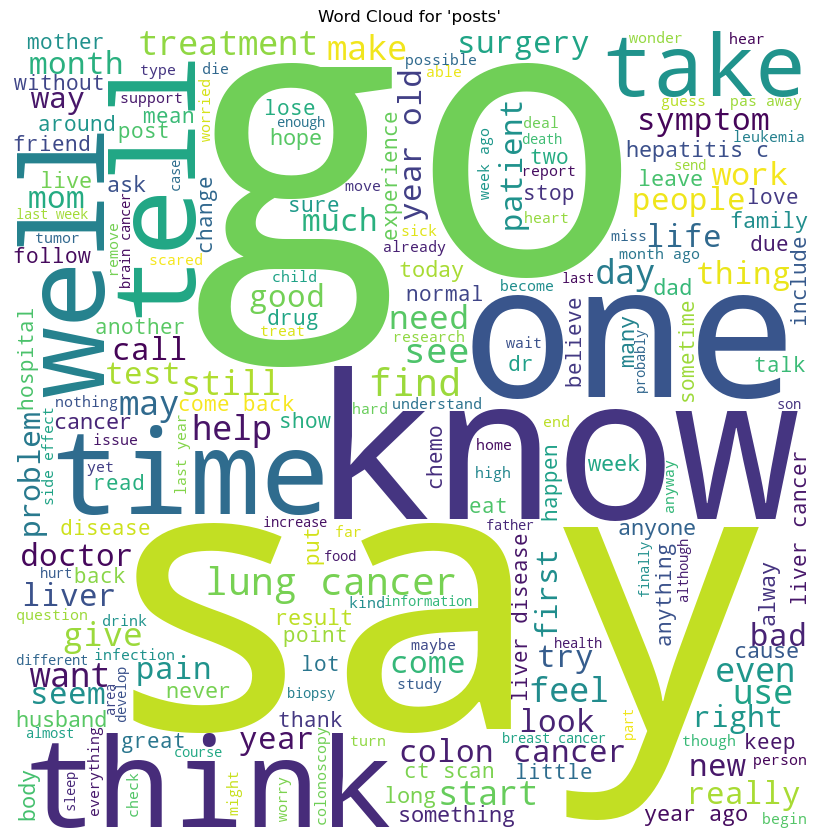 Word Cloud for 'posts'
mother
treatment
make
possible
surgery
wonder
hear
take
month
type
die
able
without
support
worried
way
mean
lose
enough
hope
guess
pas away
around
post
symptom
leukemia
friend
well
tell
go
year old
experience
week ago
patient
deal
death
two
report
stop
heart
hepatitis c
send
leave
work
people
love
live
mom
ask
case
change
move
sure
much
last week
tumor
follow
remove
brain cancer
scared
sick
already
miss
life
family
month ago
due
include
child
good
drug
treat
today
normal
need
research
see
become
last
day
dad
thing
wait
dr
one
believe
many
probably
sometime
talk
another
call
hospital
test
still
find
nothing
may
come back
hard
understand
son
cancer
issue
help
show
know
end
problem
side effect
yet
read
time
last year
chemo
home
high
week
anyway
eat
happen
liver cancer
disease
increase
put
far
father
food
anyone
doctor
back
say
lung cancer
liver disease
first
finally
anything
although
alway
hurt
liver
question
drink
result
kind
information
give
point
different
infection
maybe
health
bad
want
pain
lot
come
try
cause
seem
area
develop
never
biopsy
study
feel
even
use
husband
thank
look
right
almost
great
year
turn
breast cancer
part
though
keep
course
colon cancer
body
sleep
everything
think
check
might
worry
colonoscopy
ct scan
little
new
person
long
start
really
something
year ago
begin